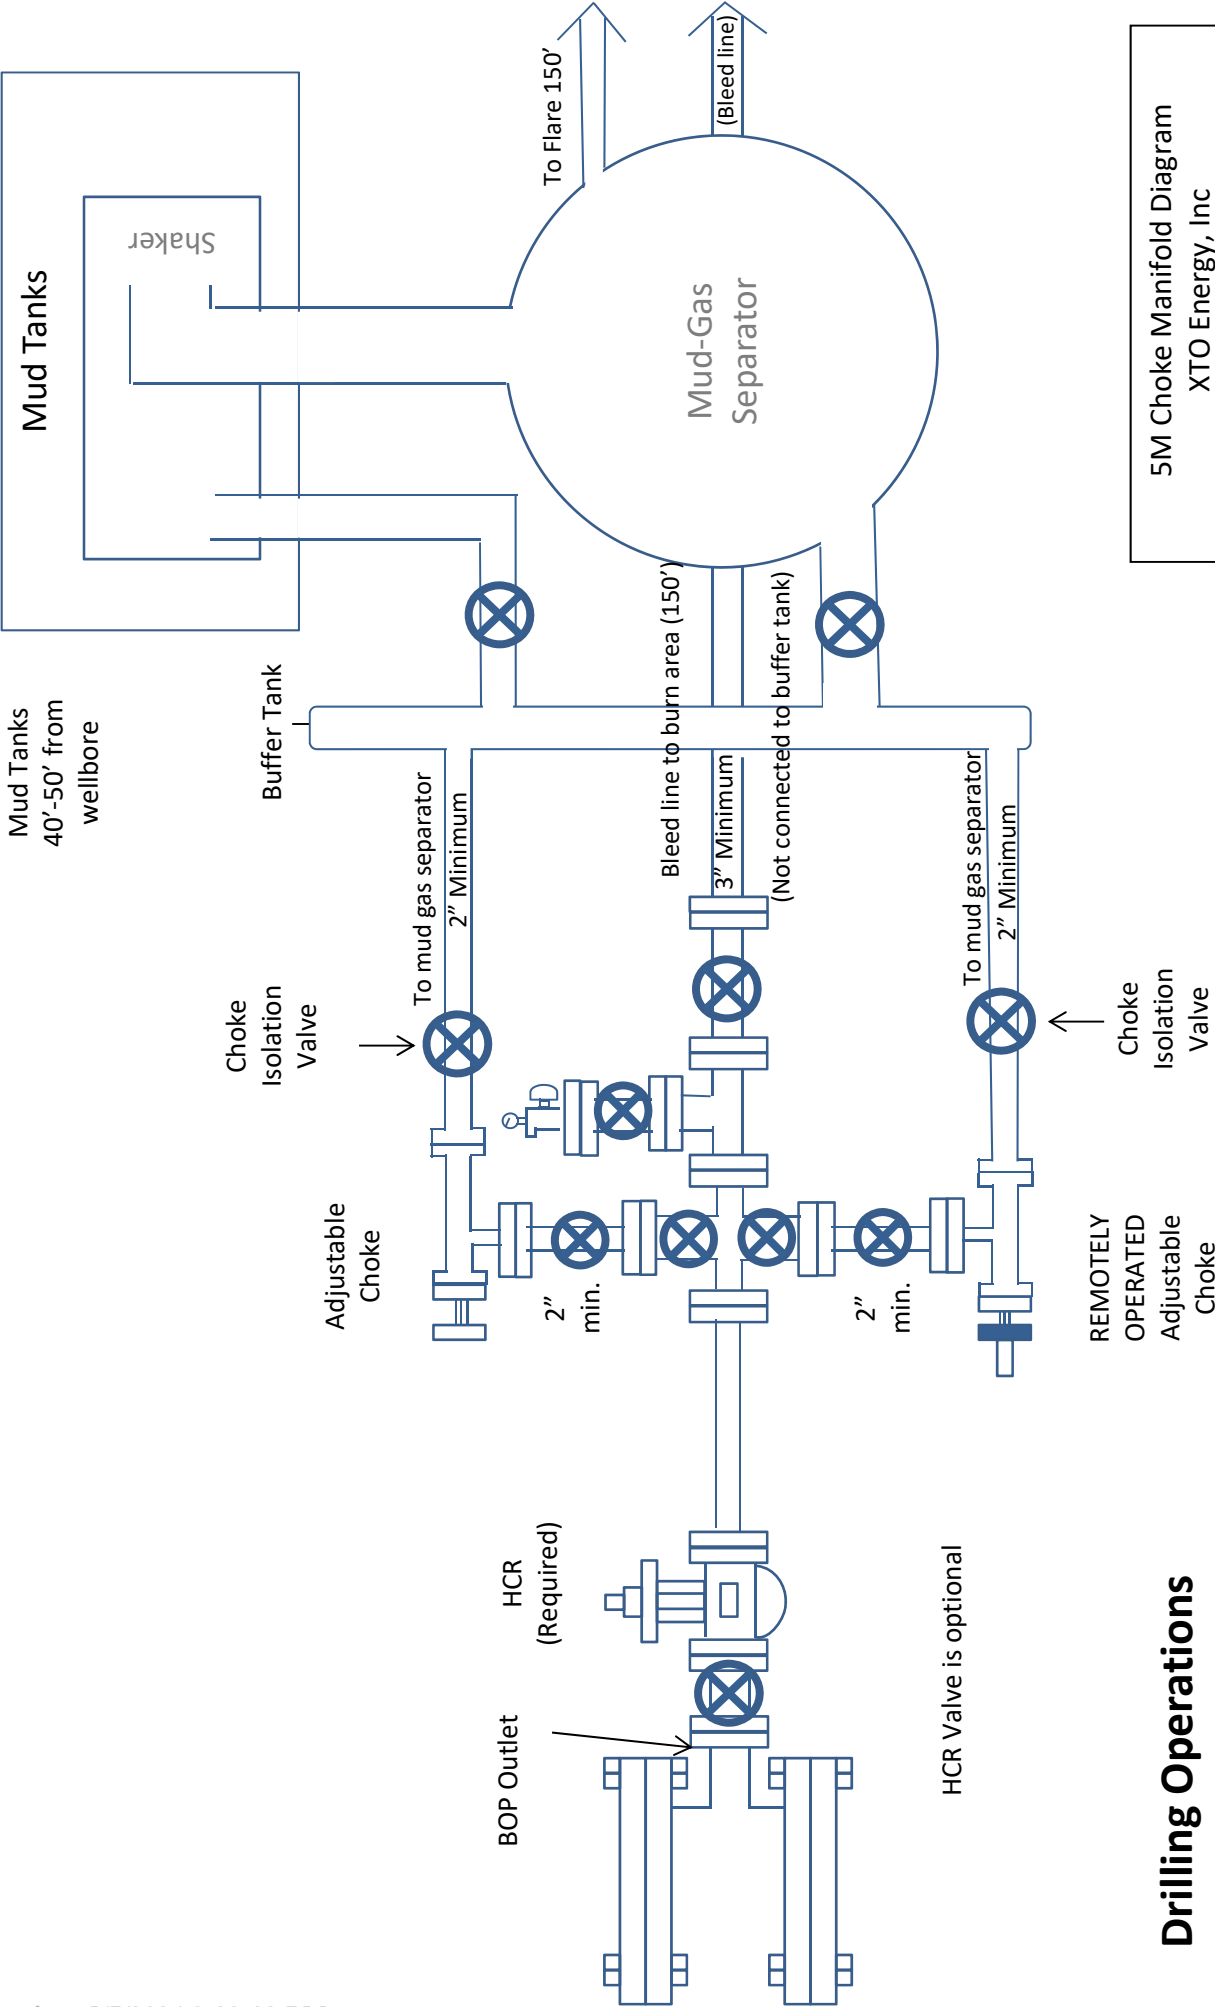 Mud Tanks
Shaker
Mud Tanks
40’-50’ from
wellbore
Buffer Tank
To Flare 150’
(Bleed line)
Mud-Gas
Separator
Choke
Isolation
Valve
To mud gas separator
2” Minimum
Bleed line to burn area (150’)
3” Minimum
(Not connected to buffer tank)
To mud gas separator
2” Minimum
Choke
Isolation
Valve
Adjustable
Choke
2”
min.
2”
min.
REMOTELY
OPERATED
Adjustable
Choke
HCR
(Required)
BOP Outlet
HCR Valve is optional
Drilling Operations
5M Choke Manifold Diagram
XTO Energy, Inc